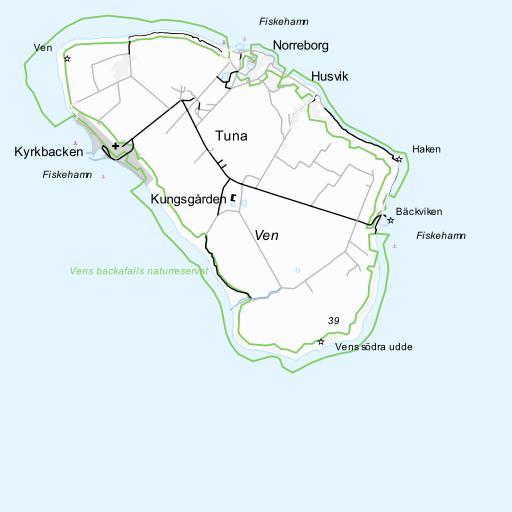 Fiskehamn
Norreborg
Ven
Husvik
Tuna
Haken
Kyrkbacken
Fiskehamn
Kungsgården
Bäckviken
Ven
Fiskehamn
Vens backafalls naturreservat
39
Vens södra udde